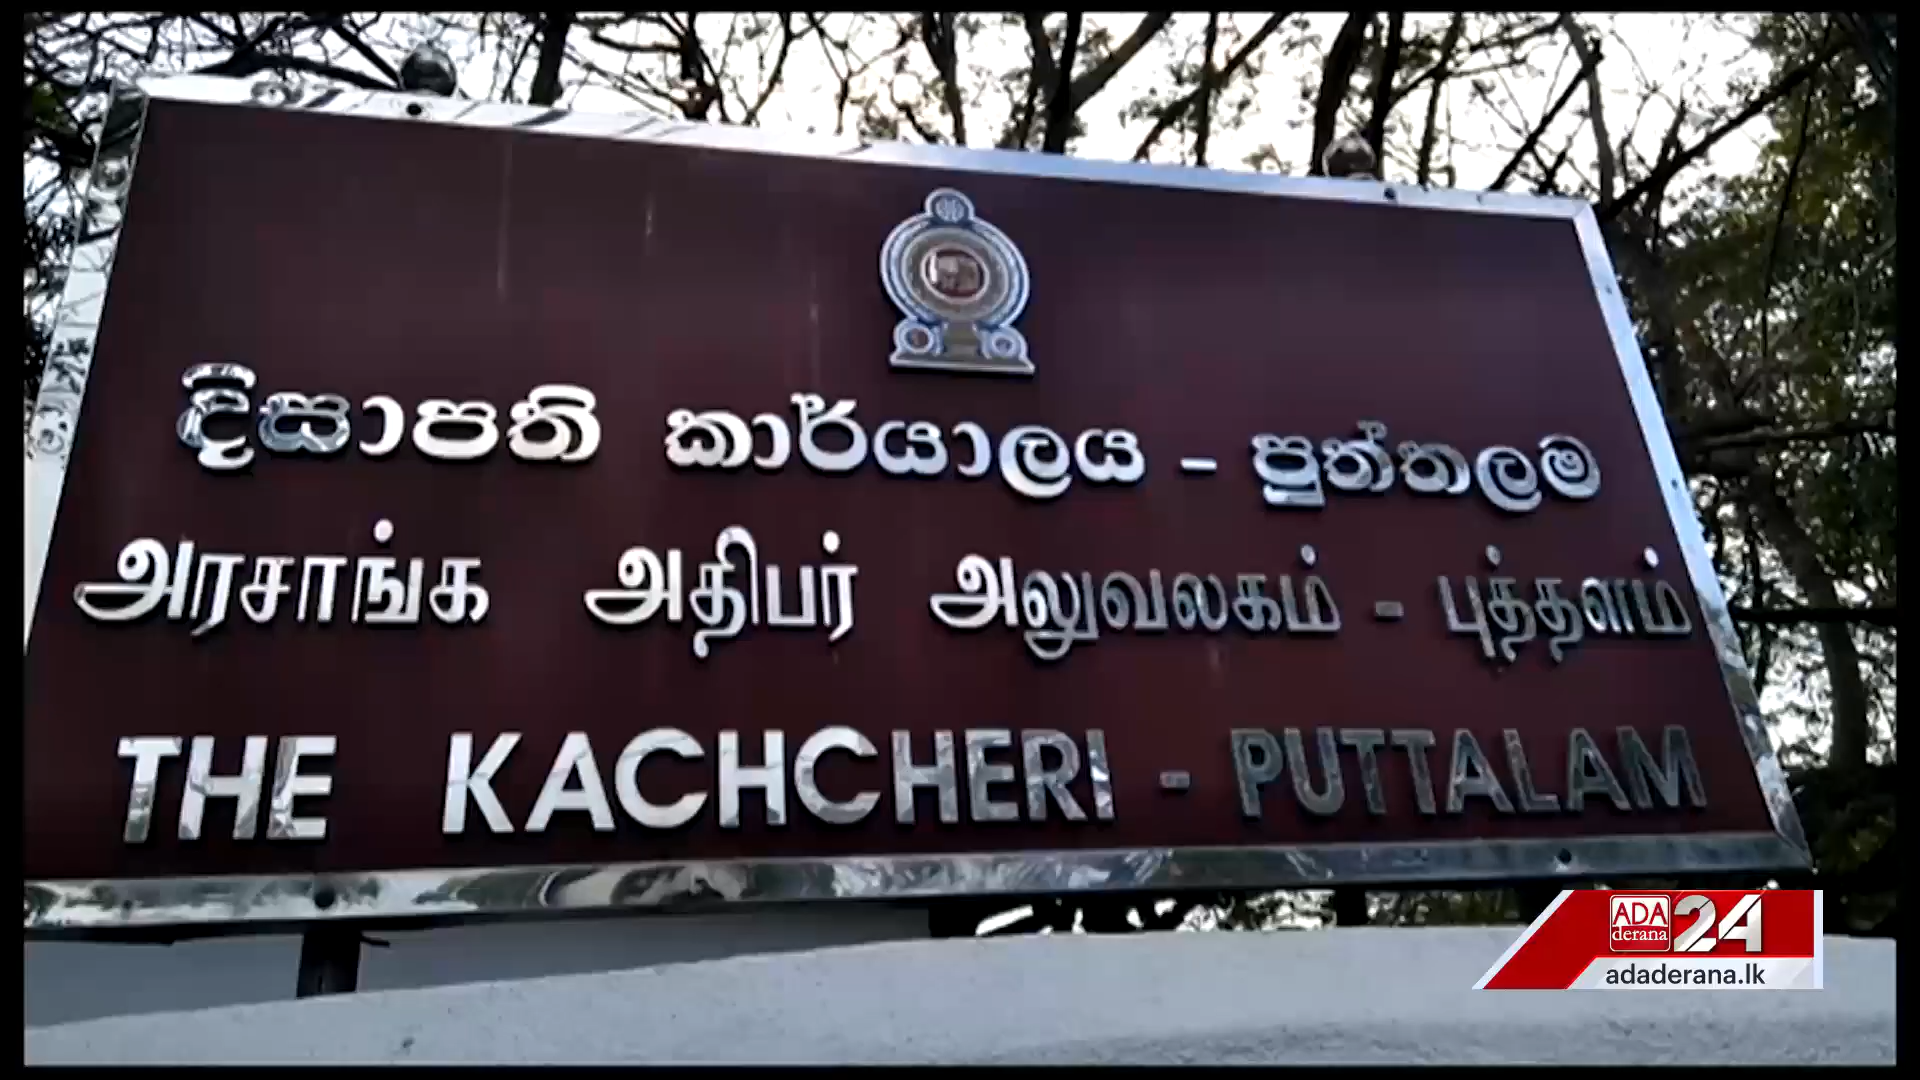 දිසාපති කාර්යාලය - පුත්තලම
அரசாங்க அதிபர் அலுவலகம் - புத்தளம்
THE KACHCHERI - PUTTALAM
ADA
derana
24
adaderana.lk